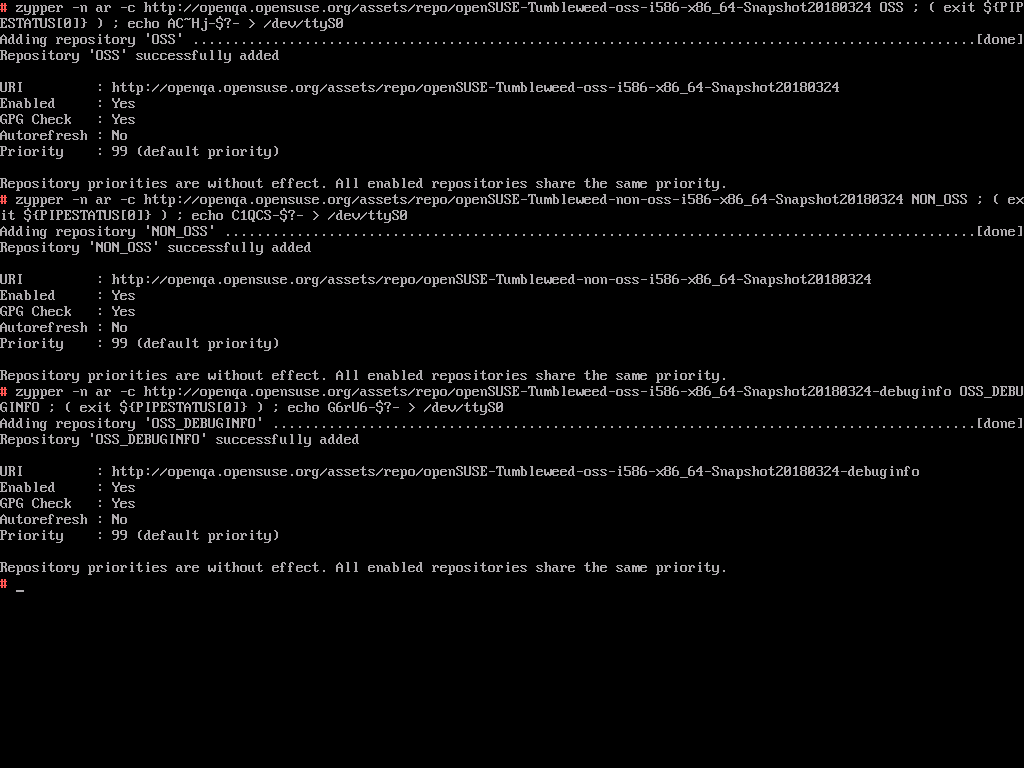 # zypper -n ar -c http://openqa.opensuse.org/assets/repo/openSUSE-Tumbleweed-oss-i586-x86_64-Snapshot20180324 OSS ; ( exit ${PIP
ESTATUS[0]} ) ; echo AC~Hj-$?- > /dev/ttyS0
Adding repository 'OSS' ..................................................................................................[done]
Repository 'OSS' successfully added

URI         : http://openqa.opensuse.org/assets/repo/openSUSE-Tumbleweed-oss-i586-x86_64-Snapshot20180324
Enabled     : Yes
GPG Check   : Yes
Autorefresh : No
Priority    : 99 (default priority)

Repository priorities are without effect. All enabled repositories share the same priority.
# zypper -n ar -c http://openqa.opensuse.org/assets/repo/openSUSE-Tumbleweed-non-oss-i586-x86_64-Snapshot20180324 NON_OSS ; ( ex
it ${PIPESTATUS[0]} ) ; echo C1QCS-$?- > /dev/ttyS0
Adding repository 'NON_OSS' ..............................................................................................[done]
Repository 'NON_OSS' successfully added

URI         : http://openqa.opensuse.org/assets/repo/openSUSE-Tumbleweed-non-oss-i586-x86_64-Snapshot20180324
Enabled     : Yes
GPG Check   : Yes
Autorefresh : No
Priority    : 99 (default priority)

Repository priorities are without effect. All enabled repositories share the same priority.
# zypper -n ar -c http://openqa.opensuse.org/assets/repo/openSUSE-Tumbleweed-oss-i586-x86_64-Snapshot20180324-debuginfo OSS_DEBU
GINFO ; ( exit ${PIPESTATUS[0]} ) ; echo G6rU6-$?- > /dev/ttyS0
Adding repository 'OSS_DEBUGINFO' ........................................................................................[done]
Repository 'OSS_DEBUGINFO' successfully added

URI         : http://openqa.opensuse.org/assets/repo/openSUSE-Tumbleweed-oss-i586-x86_64-Snapshot20180324-debuginfo
Enabled     : Yes
GPG Check   : Yes
Autorefresh : No
Priority    : 99 (default priority)

Repository priorities are without effect. All enabled repositories share the same priority.
# _